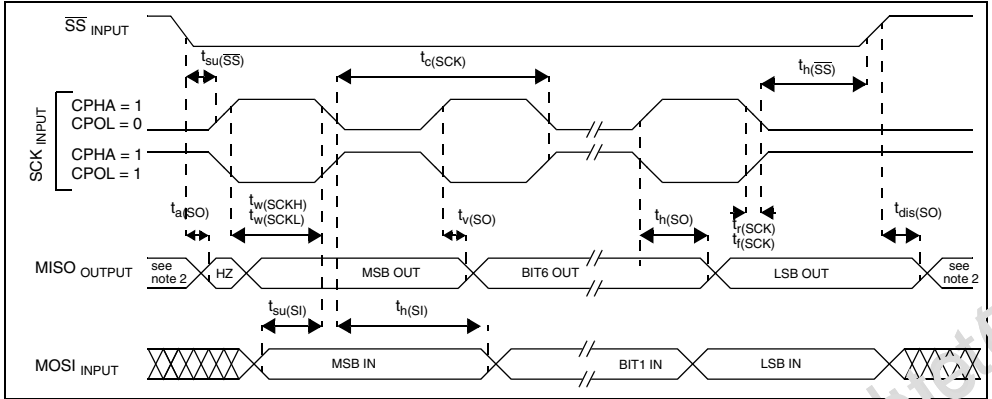 SS INPUT
tsu(SS)
tc(SCK)
th(SS)
SCK INPUT
CPHA = 1
CPOL = 0
CPHA = 1
CPOL = 1
ta(SO)
tw(SCKH)
tw(SCKL)
tv(SO)
th(SO)
tr(SCK)
tf(SCK)
tdis(SO)
MISO OUTPUT
see note 2
HZ
MSB OUT
BIT6 OUT
LSB OUT
see note 2
tsu(SI)
th(SI)
MOSI INPUT
MSB IN
BIT1 IN
LSB IN